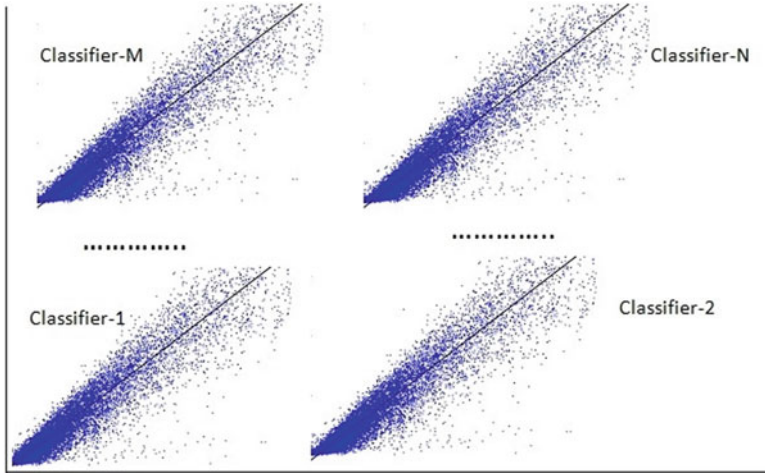 Classifier-M
Classifier-N
................
................
Classifier-1
Classifier-2